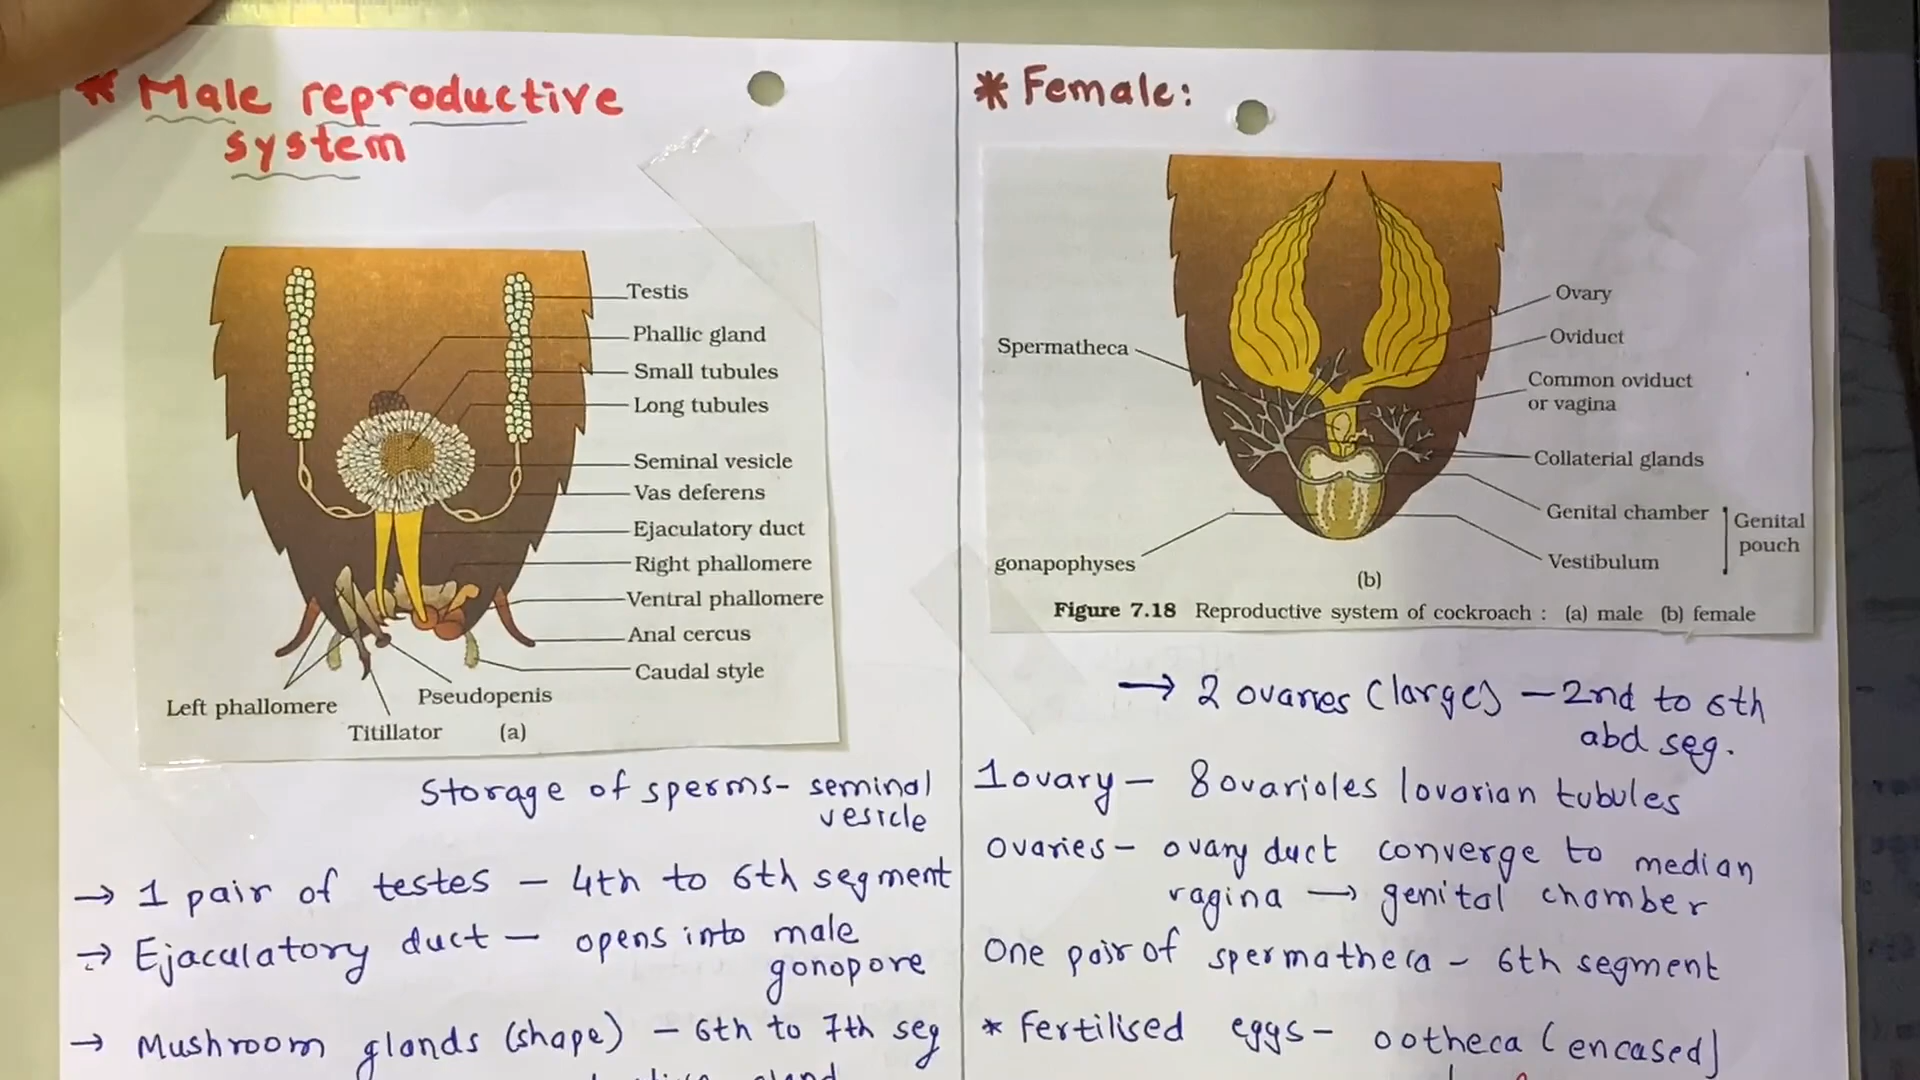 * Male reproductive
system
Testis
Phallic gland
Small tubules
Long tubules
Seminal vesicle
Vas deferens
Ejaculatory duct
Right phallomere
Ventral phallomere
Anal cercus
Caudal style
Left phallomere
Pseudopenis
Titillator
(a)
Storage of sperms- seminal
vesicle
→ 1 pair of testes - 4th to 6th segment
→ Ejaculatory duct - opens into male
gonopore
→ Mushroom glands (shape) - 6th to 7th seg
gland
* Female:
Spermatheca
gonapophyses
Ovary
Oviduct
Common oviduct
or vagina
Collaterial glands
Genital chamber
Vestibulum
Genital
pouch
(b)
Figure 7.18 Reproductive system of cockroach : (a) male (b) female
→ 2 ovaries (large) - 2nd to 6th
abd seg.
1 ovary - 8 ovarioles / ovarian tubules
ovaries - ovary duct converge to median
vagina → genital chamber
One pair of spermatheca - 6th segment
* Fertilised eggs - ootheca (encased)